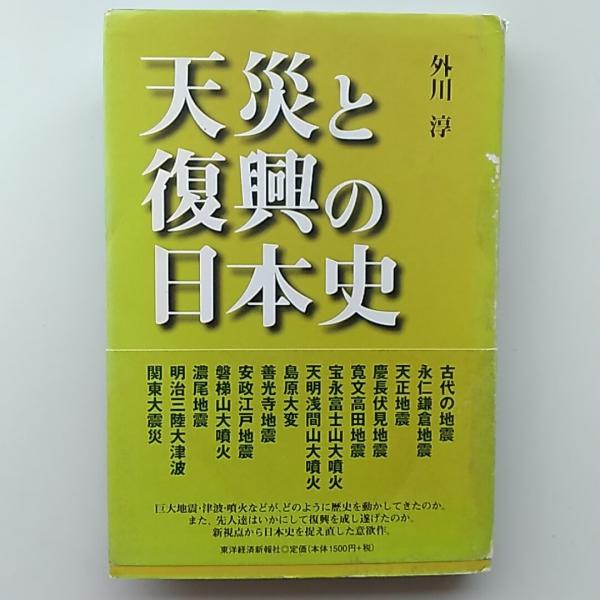 天災と
復興の
日本史
外川 淳
古代の地震
永仁鎌倉地震
天正地震
慶長伏見地震
寛文高田地震
宝永富士山大噴火
天明浅間山大噴火
島原大変
善光寺地震
安政江戸地震
磐梯山大噴火
濃尾地震
明治三陸大津波
関東大震災
巨大地震・津波・噴火などが、どのように歴史を動かしてきたのか。
また、先人達はいかにして復興を成し遂げたのか。
新視点から日本史を捉え直した意欲作。
東洋経済新報社◎定価(本体1500円+税)